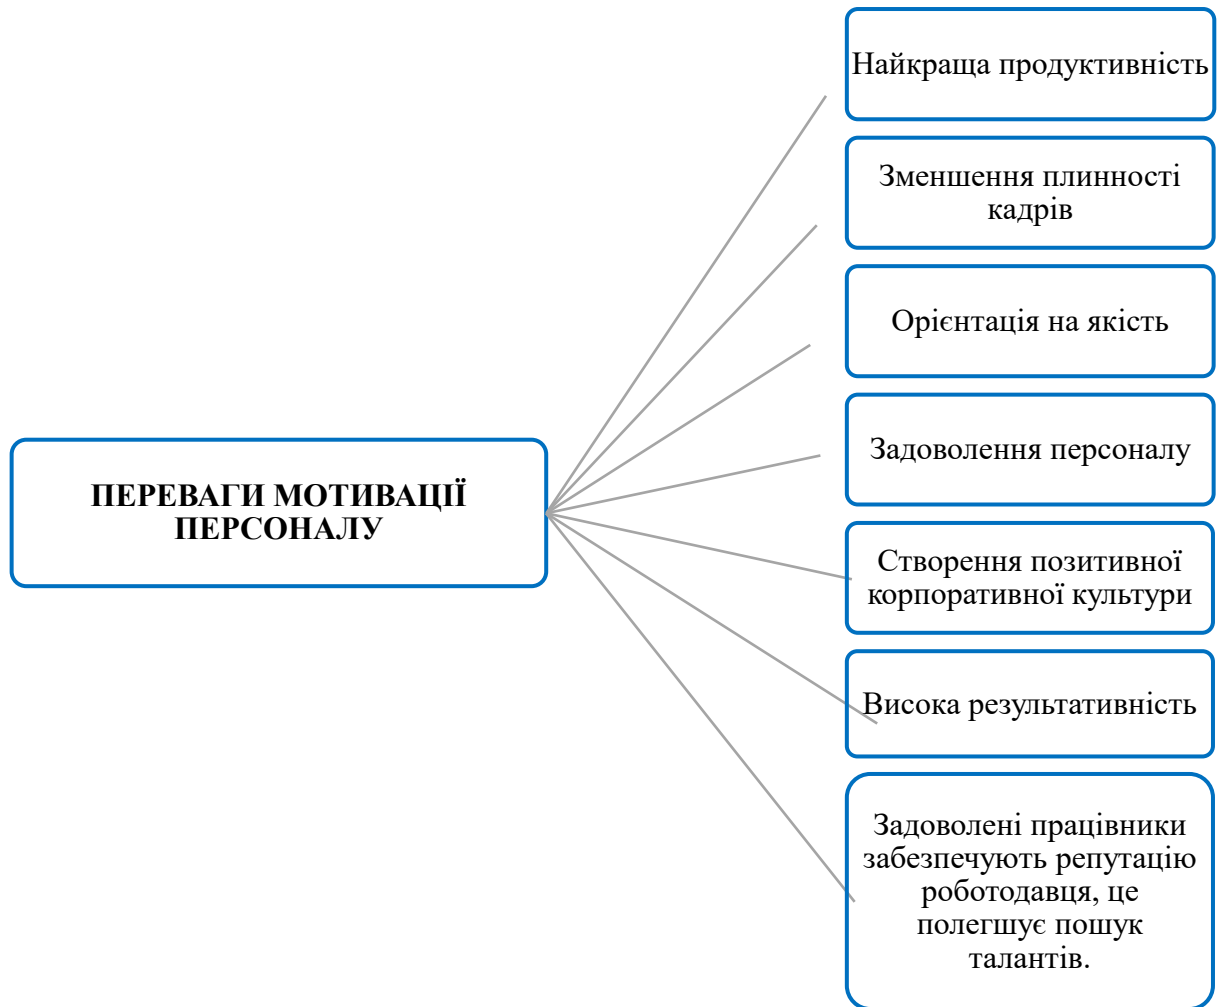 Найкраща продуктивність
Зменшення плинності
кадрів
Орієнтація на якість
Задоволення персоналу
ПЕРЕВАГИ МОТИВАЦІЇ
ПЕРСОНАЛУ
Створення позитивної
корпоративної культури
Висока результативність
Задоволені працівники
забезпечують репутацію
роботодавця, це
полегшує пошук
талантів.